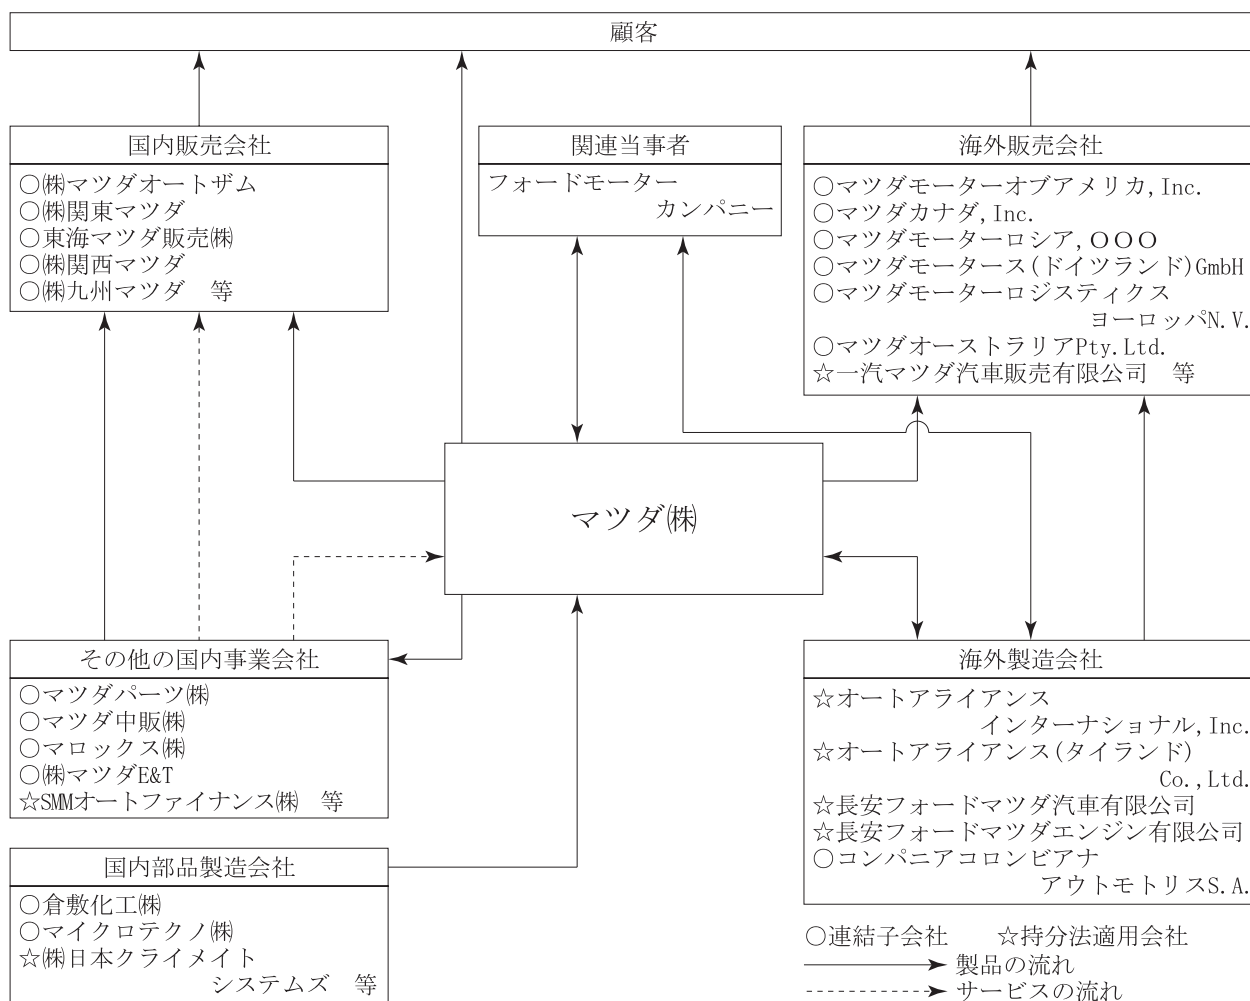 顧客
国内販売会社
○㈱マツダオートザム
○㈱関東マツダ
○東海マツダ販売㈱
○㈱関西マツダ
○㈱九州マツダ　等
関連当事者
フォードモーター
カンパニー
海外販売会社
○マツダモーターオブアメリカ,Inc.
○マツダカナダ,Inc.
○マツダモーターロシア,OOO
○マツダモータース(ドイツランド)GmbH
○マツダモーターロジスティクス
ヨーロッパN.V.
○マツダオーストラリアPty.Ltd.
☆一汽マツダ汽車販売有限公司　等
マツダ㈱
その他の国内事業会社
○マツダパーツ㈱
○マツダ中販㈱
○マロックス㈱
○㈱マツダE&T
☆SMMオートファイナンス㈱　等
海外製造会社
☆オートアライアンス
インターナショナル,Inc.
☆オートアライアンス(タイランド)
Co.,Ltd.
☆長安フォードマツダ汽車有限公司
☆長安フォードマツダエンジン有限公司
○コンパニアコロンビアナ
アウトモトリスS.A.
国内部品製造会社
○倉敷化工㈱
○マイクロテクノ㈱
☆㈱日本クライメイト
システムズ　等
○連結子会社　　☆持分法適用会社
製品の流れ
サービスの流れ